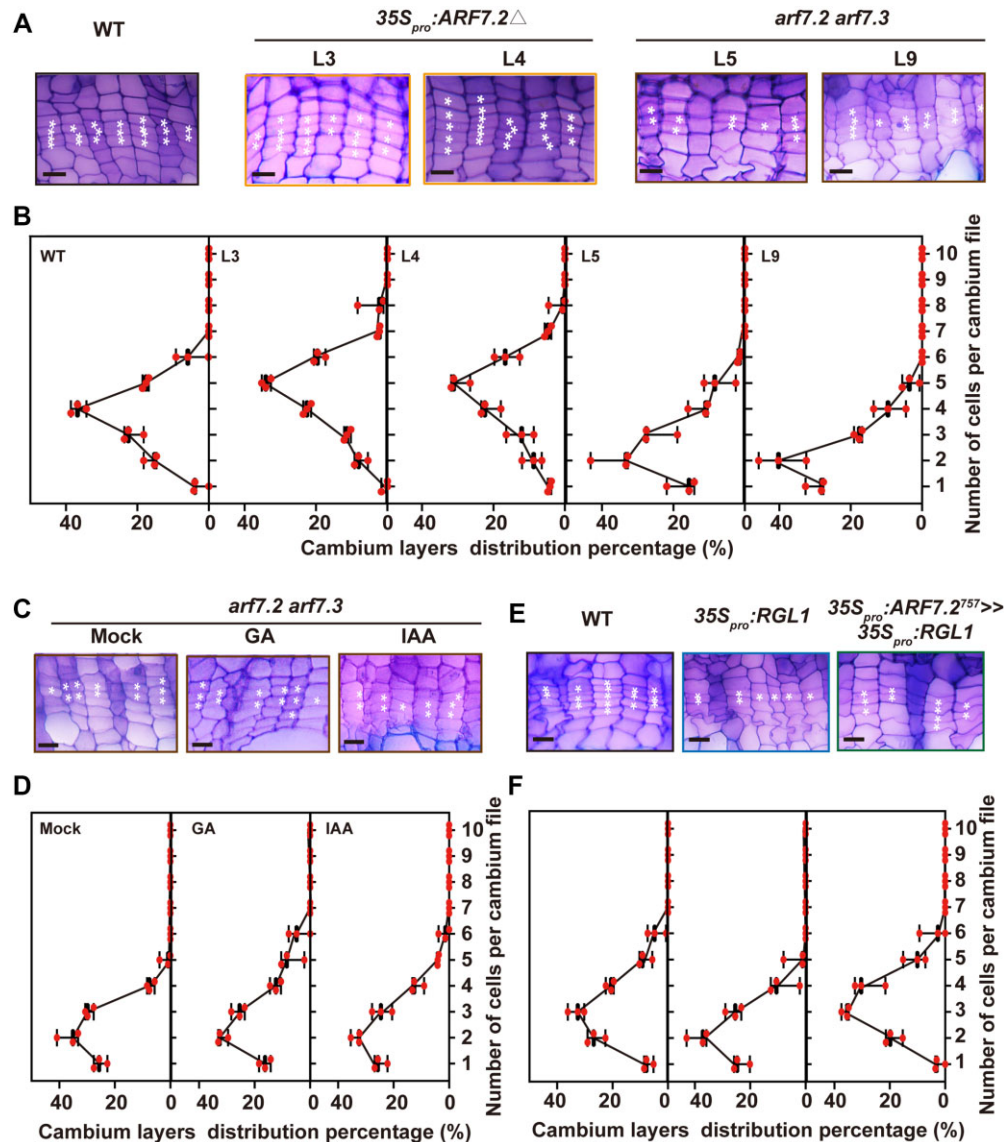 A
WT
35Spro:ARF7.2△
arf7.2 arf7.3
L3
L4
L5
L9
B
WT
L3
L4
L5
L9
10
9
8
7
6
5
4
3
2
1
Number of cells per cambium file
40 20 0 40 20 0 40 20 0 40 20 0 40 20 0
Cambium layers distribution percentage (%)
C
arf7.2 arf7.3
Mock
GA
IAA
E
WT
35Spro:RGL1
35Spro:ARF7.2⁷⁵⁷>>
35Spro:RGL1
D
Mock
GA
IAA
10
9
8
7
6
5
4
3
2
1
Number of cells per cambium file
40 20 0 40 20 0 40 20 0
Cambium layers distribution percentage (%)
F
10
9
8
7
6
5
4
3
2
1
Number of cells per cambium file
40 20 0 40 20 0 40 20 0
Cambium layers distribution percentage (%)